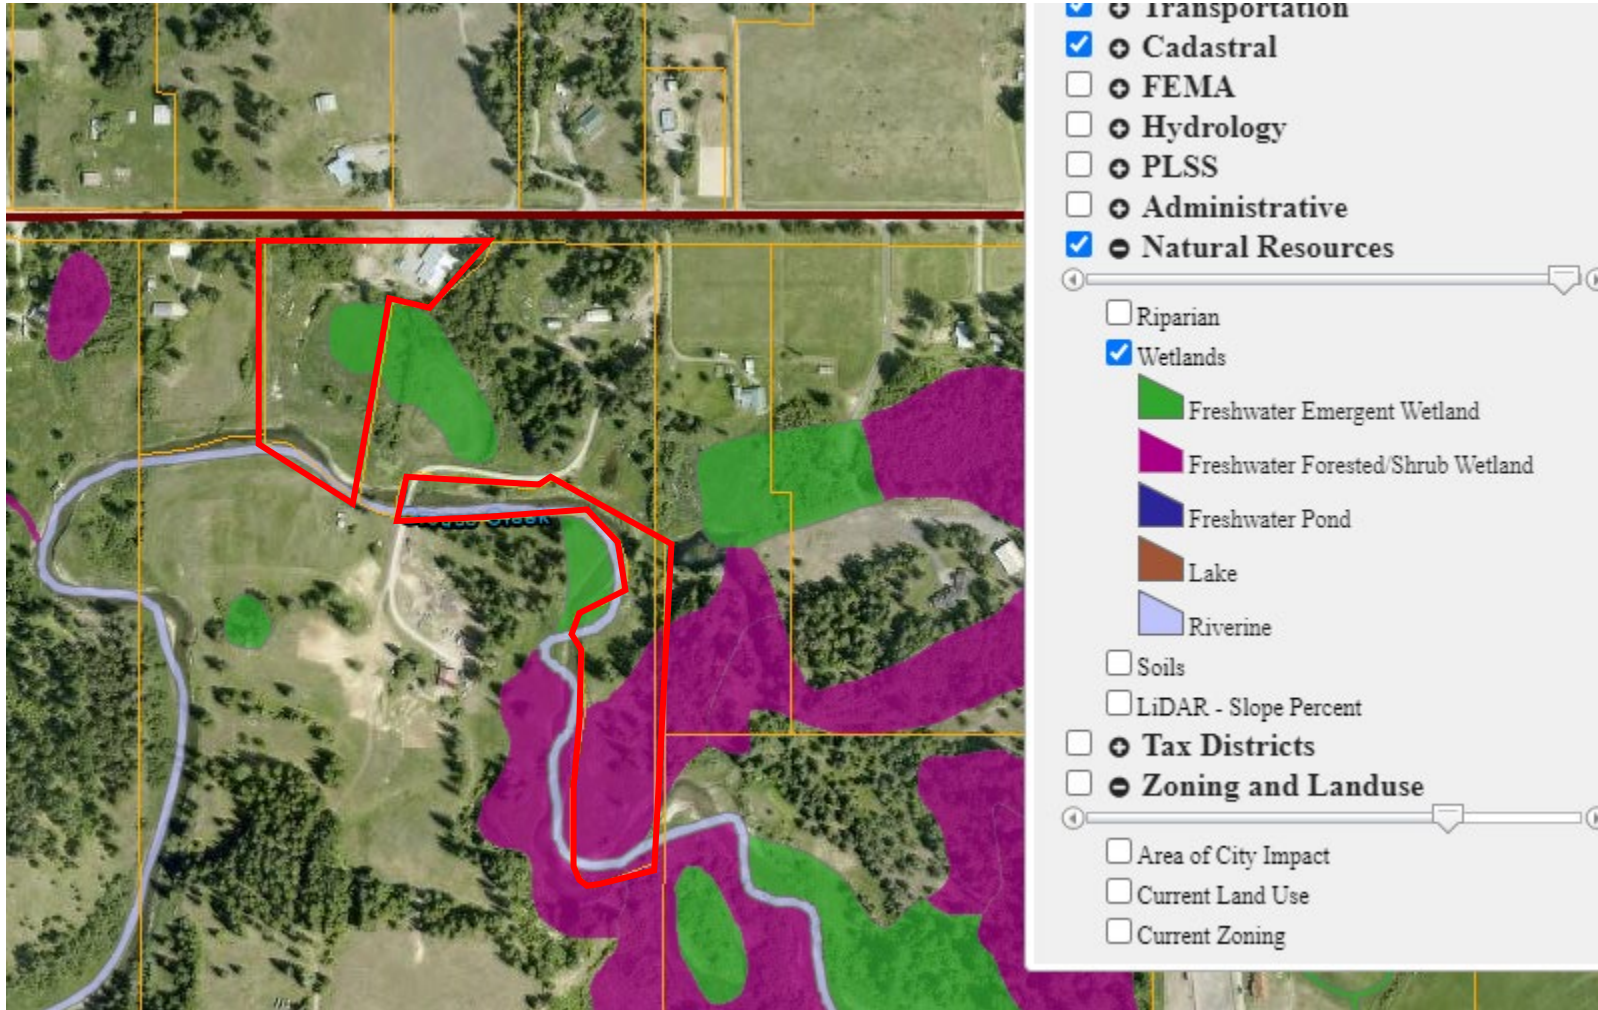 Transportation
Cadastral
FEMA
Hydrology
PLSS
Administrative
Natural Resources
Riparian
Wetlands
Freshwater Emergent Wetland
Freshwater Forested/Shrub Wetland
Freshwater Pond
Lake
Riverine
Soils
LiDAR - Slope Percent
Tax Districts
Zoning and Landuse
Area of City Impact
Current Land Use
Current Zoning
Creek